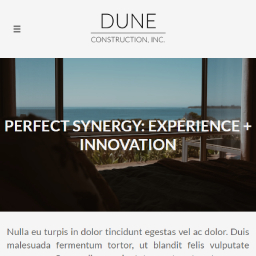 DUNE
CONSTRUCTION, INC.
PERFECT SYNERGY: EXPERIENCE +
INNOVATION
Nulla eu turpis in dolor tincidunt egestas vel ac dolor. Duis
malesuada fermentum tortor, ut blandit felis vulputate